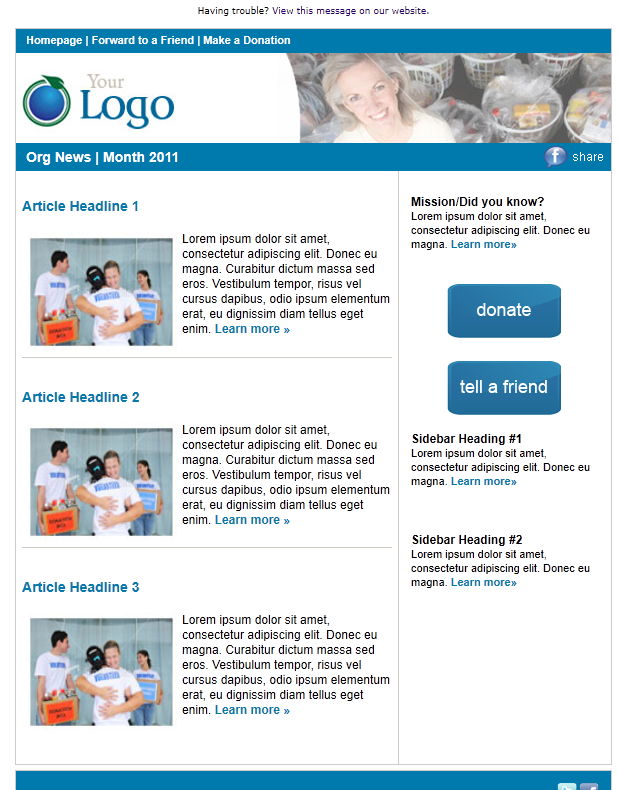 Having trouble? View this message on our website.
Homepage | Forward to a Friend | Make a Donation
Your
Logo
Org News | Month 2011
f share
Article Headline 1
Lorem ipsum dolor sit amet,
consectetur adipiscing elit. Donec eu
magna. Curabitur dictum massa sed
eros. Vestibulum tempor, risus vel
cursus dapibus, odio ipsum elementum
erat, eu dignissim diam tellus eget
enim. Learn more »
Article Headline 2
Lorem ipsum dolor sit amet,
consectetur adipiscing elit. Donec eu
magna. Curabitur dictum massa sed
eros. Vestibulum tempor, risus vel
cursus dapibus, odio ipsum elementum
erat, eu dignissim diam tellus eget
enim. Learn more »
Article Headline 3
Lorem ipsum dolor sit amet,
consectetur adipiscing elit. Donec eu
magna. Curabitur dictum massa sed
eros. Vestibulum tempor, risus vel
cursus dapibus, odio ipsum elementum
erat, eu dignissim diam tellus eget
enim. Learn more »
Mission/Did you know?
Lorem ipsum dolor sit amet,
consectetur adipiscing elit. Donec eu
magna. Learn more»
donate
tell a friend
Sidebar Heading #1
Lorem ipsum dolor sit amet,
consectetur adipiscing elit. Donec eu
magna. Learn more»
Sidebar Heading #2
Lorem ipsum dolor sit amet,
consectetur adipiscing elit. Donec eu
magna. Learn more»